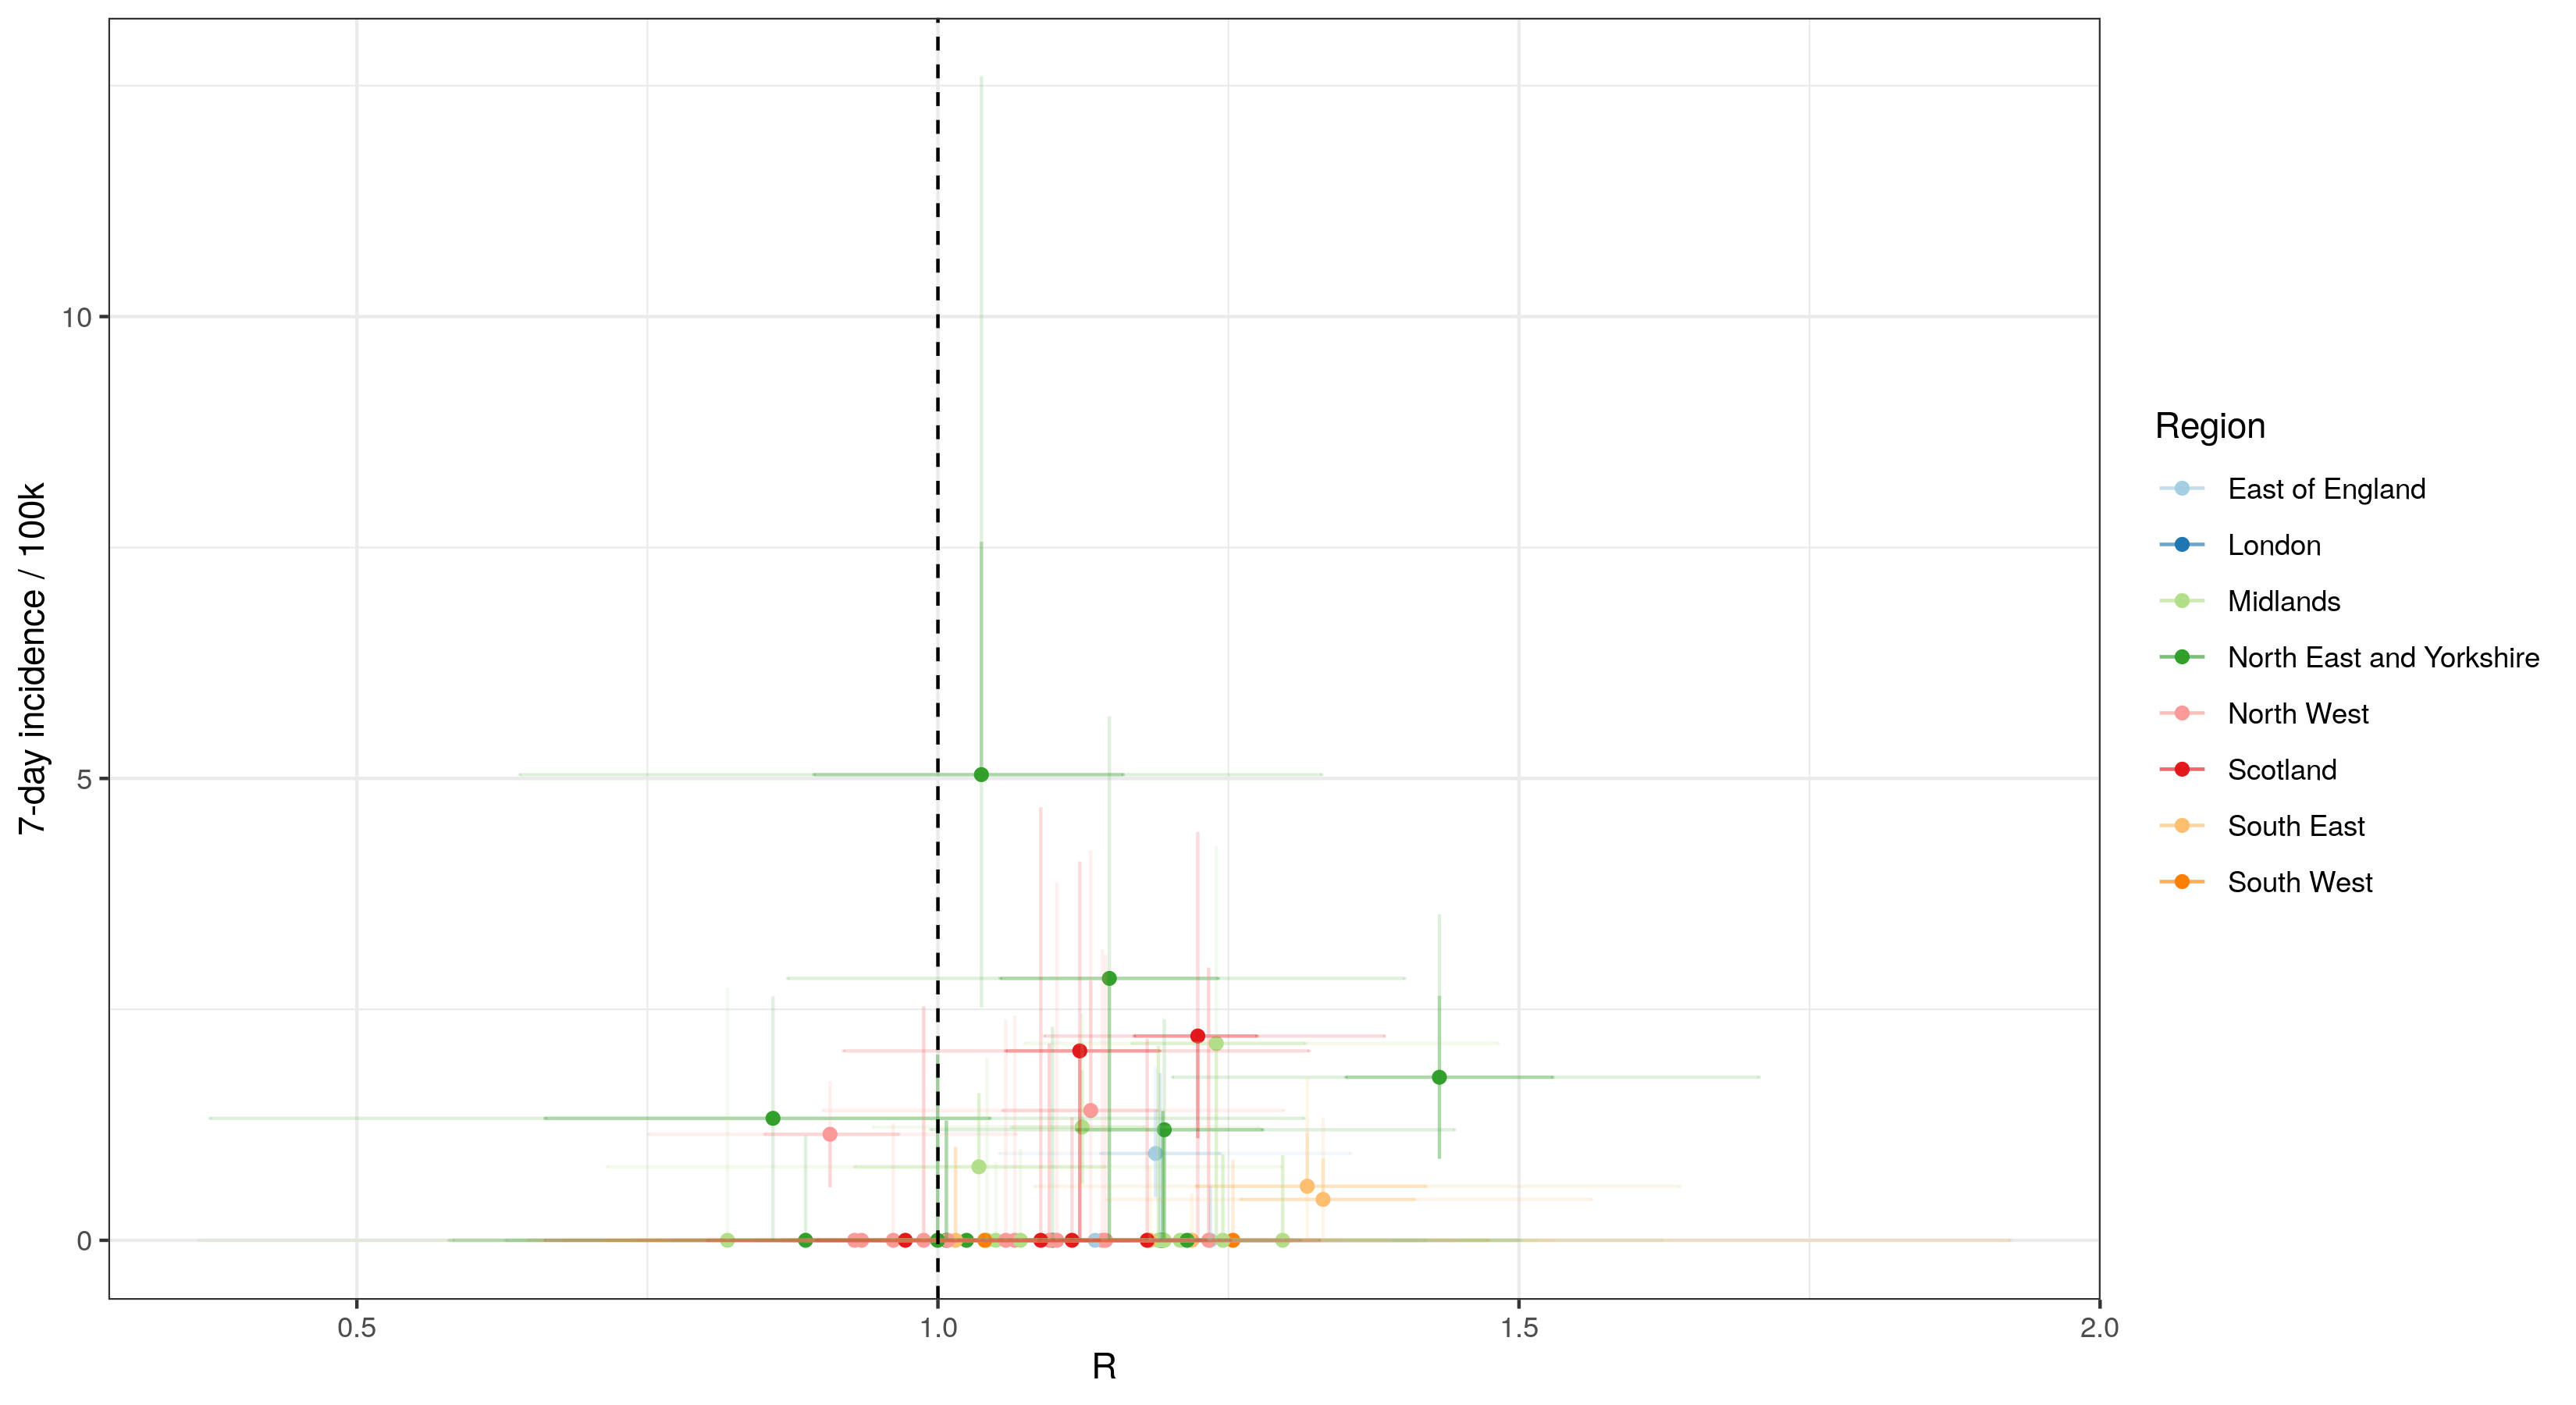 7-day incidence / 100k
10
5
0
0.5
1.0
1.5
2.0
R
Region
East of England
London
Midlands
North East and Yorkshire
North West
Scotland
South East
South West